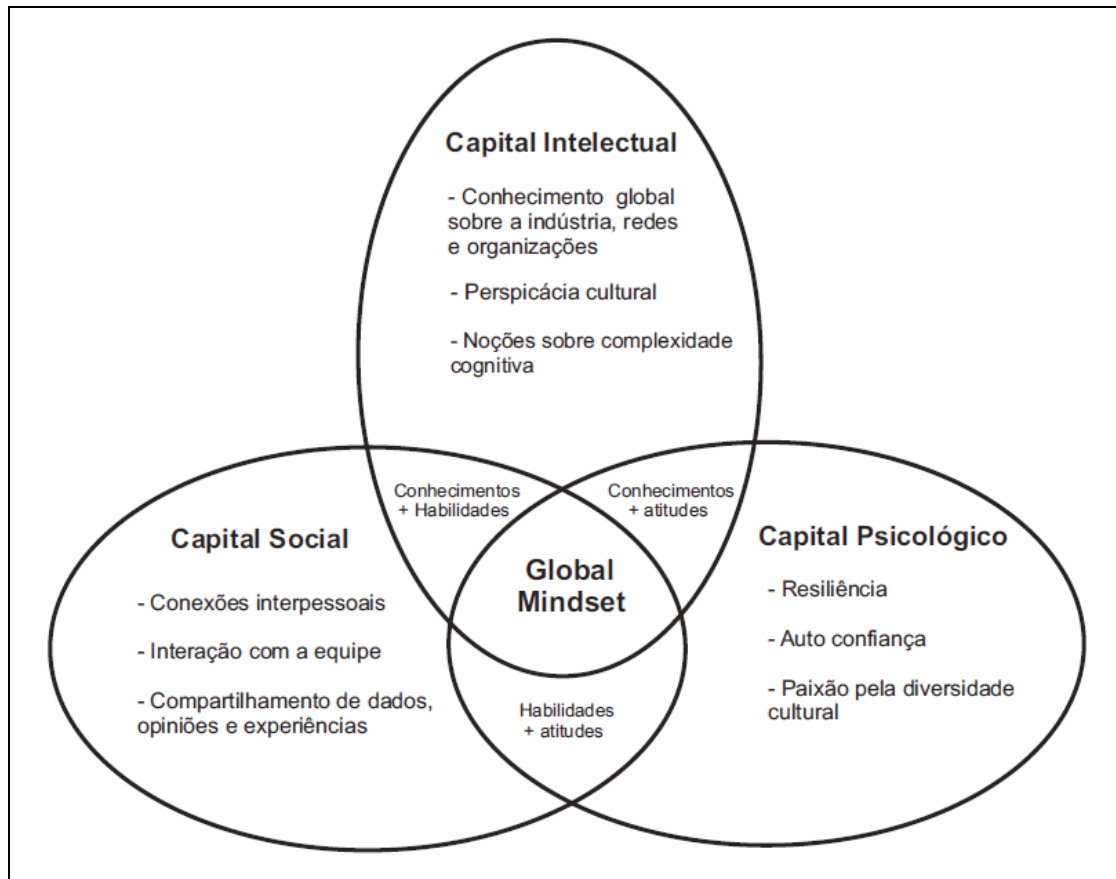 Capital Intelectual
- Conhecimento global
sobre a indústria, redes
e organizações
- Perspicácia cultural
- Noções sobre complexidade
cognitiva
Conhecimentos
+ Habilidades
Conhecimentos
+ atitudes
Capital Social
- Conexões interpessoais
- Interação com a equipe
- Compartilhamento de dados,
opiniões e experiências
Global
Mindset
Capital Psicológico
- Resiliência
- Auto confiança
- Paixão pela diversidade
cultural
Habilidades
+ atitudes